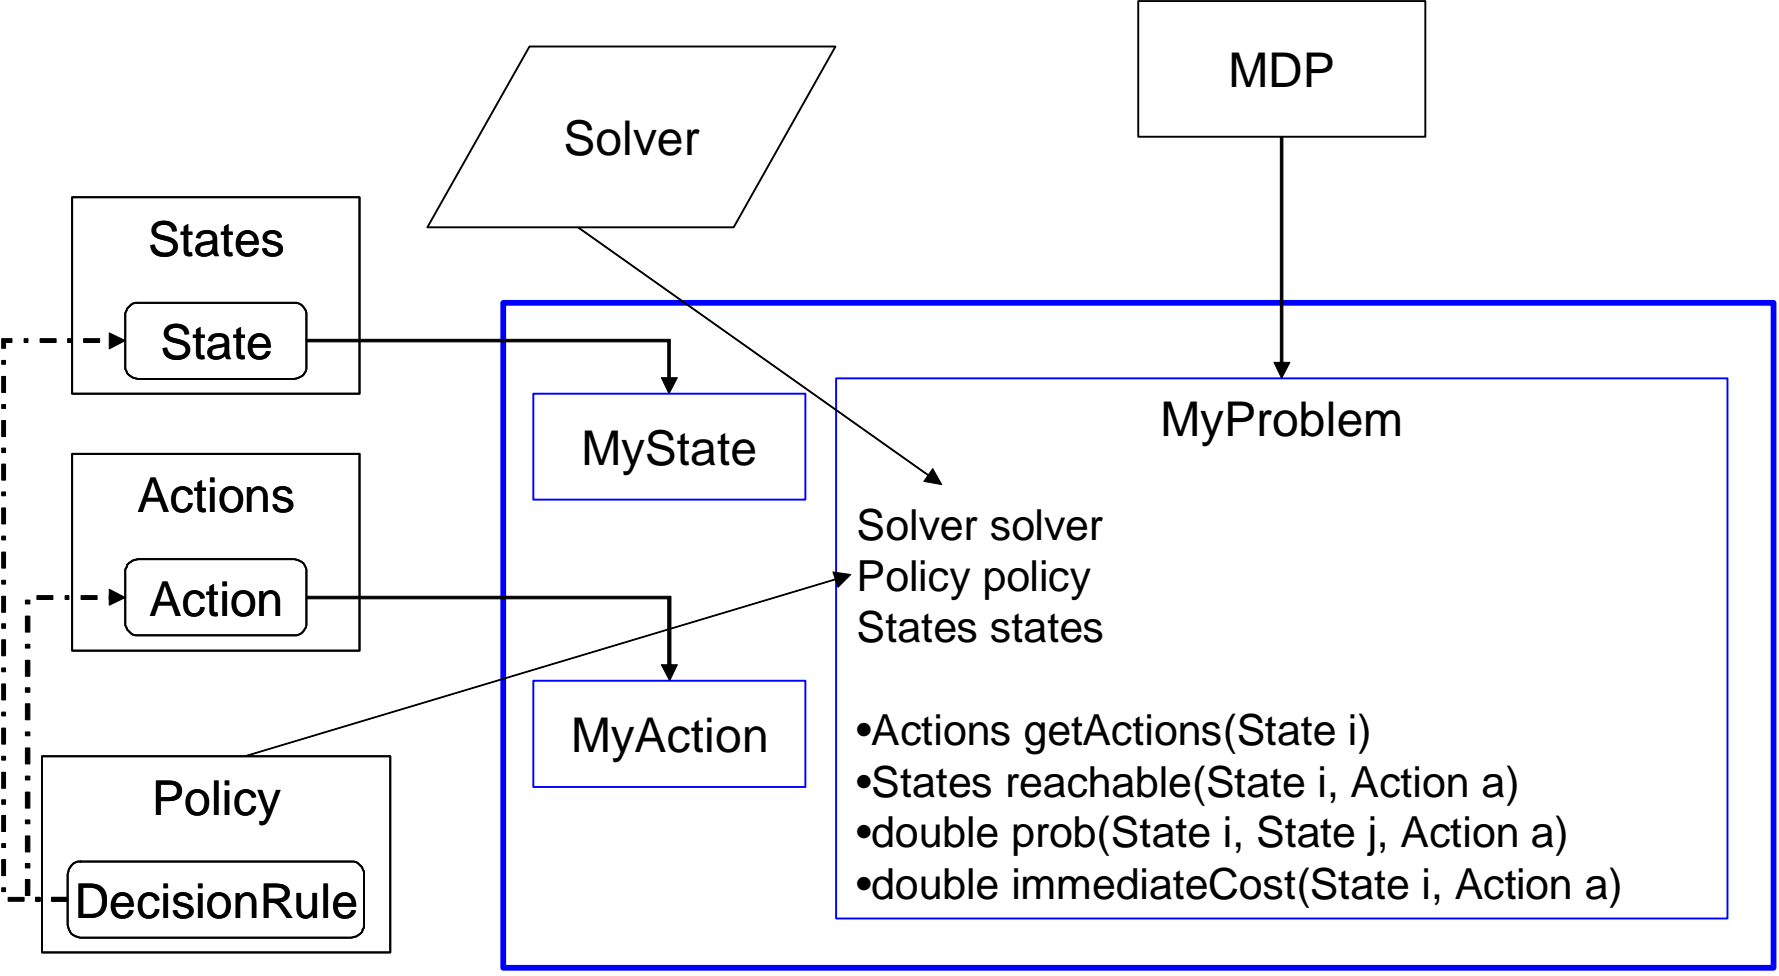 MDP
Solver
States
State
MyState
MyProblem
Actions
Action
MyAction
Solver solver
Policy policy
States states
•Actions getActions(State i)
•States reachable(State i, Action a)
•double prob(State i, State j, Action a)
•double immediateCost(State i, Action a)
Policy
DecisionRule